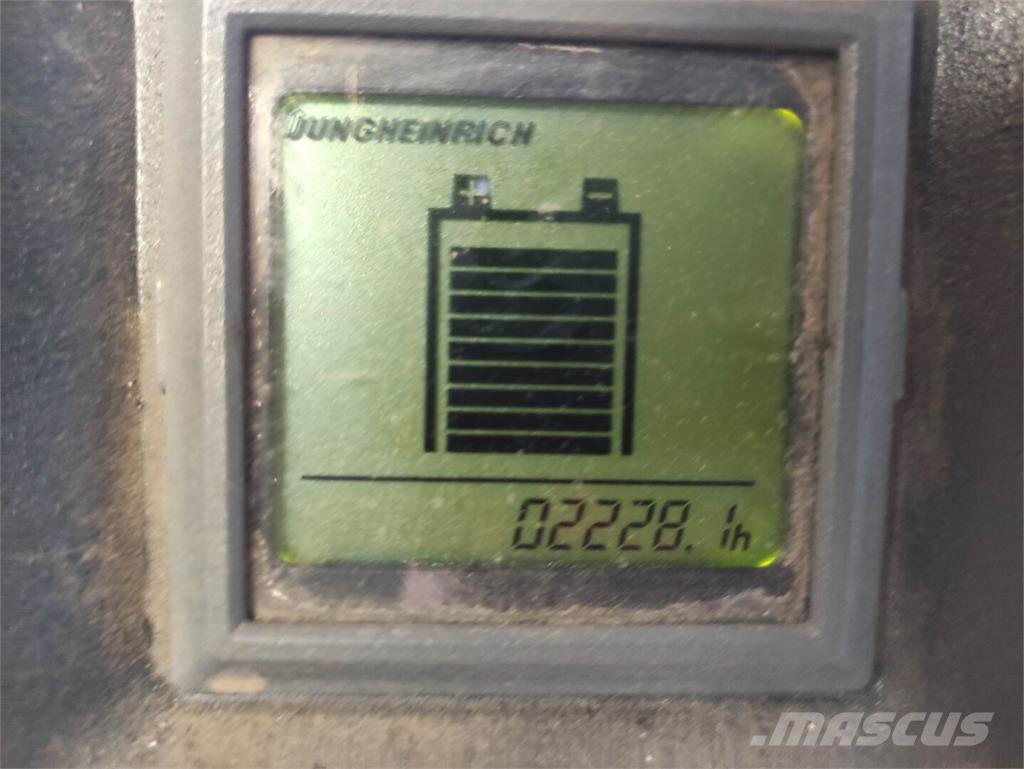 JUNGHEINRICH
+ -
02228.1h
MASCUS